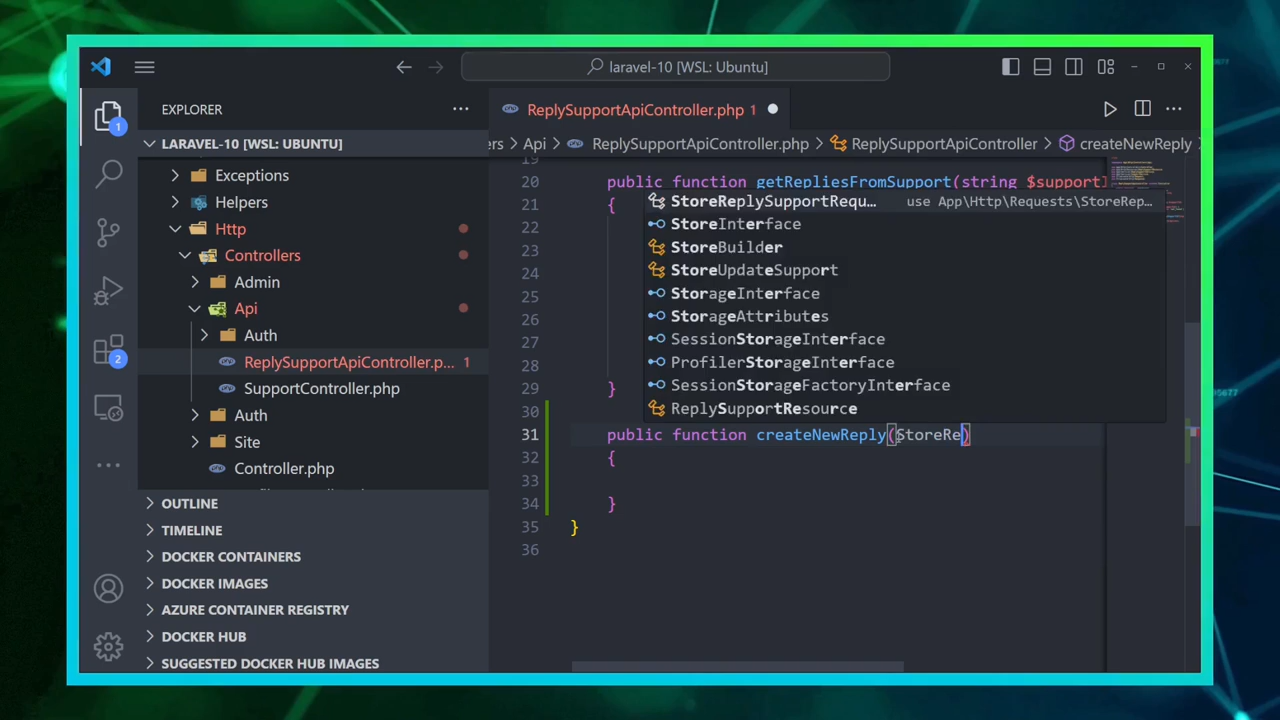 laravel-10 [WSL: Ubuntu]
EXPLORER
ReplySupportApiController.php 1
LARAVEL-10 [WSL: UBUNTU]
ers > Api > ReplySupportApiController.php > ReplySupportApiController > createNewReply
1
Exceptions
Helpers
Http
Controllers
Admin
Api
Auth
ReplySupportApiController.p... 1
SupportController.php
Auth
Site
Controller.php
2
OUTLINE
TIMELINE
DOCKER CONTAINERS
DOCKER IMAGES
AZURE CONTAINER REGISTRY
DOCKER HUB
SUGGESTED DOCKER HUB IMAGES
19
20 public function getRepliesFromSupport(string $support
21 {
22
23
24
25
26
27
28
29 }
30
31 public function createNewReply(StoreRe)
32 {
33
34 }
35 }
36
StoreReplySupportRequ... use App\Http\Requests\StoreRep...
StoreInterface
StoreBuilder
StoreUpdateSupport
StorageInterface
StorageAttributes
SessionStorageInterface
ProfilerStorageInterface
SessionStorageFactoryInterface
ReplySupportResource